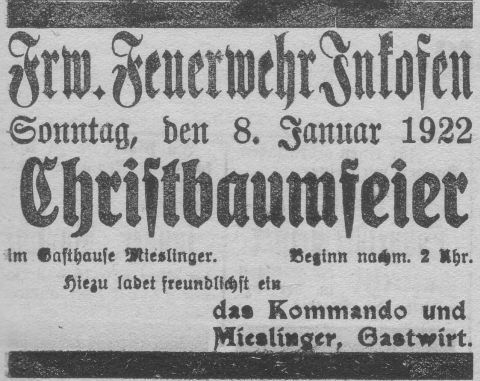 Frw. Feuerwehr Inkofen
Sonntag, den 8. Januar 1922
Christbaumfeier
im Gasthause Mieslinger. Beginn nachm. 2 Uhr.
Hiezu ladet freundlichst ein
das Kommando und
Mieslinger, Gastwirt.